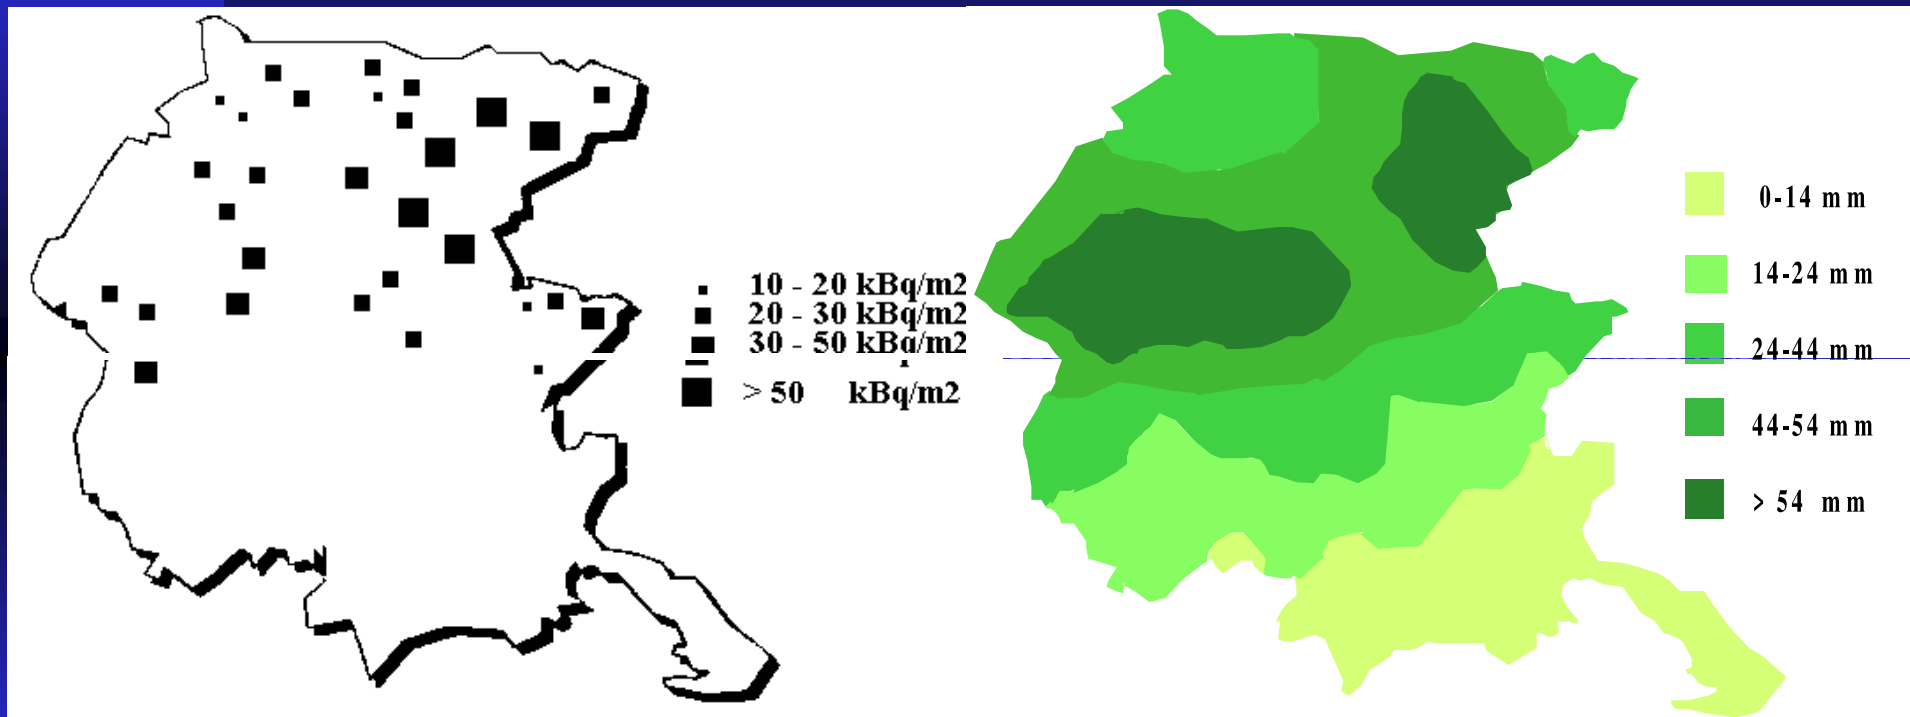 10 - 20 kBq/m2
20 - 30 kBq/m2
30 - 50 kBq/m2
> 50 kBq/m2
0-14 mm
14-24 mm
24-44 mm
44-54 mm
> 54 mm